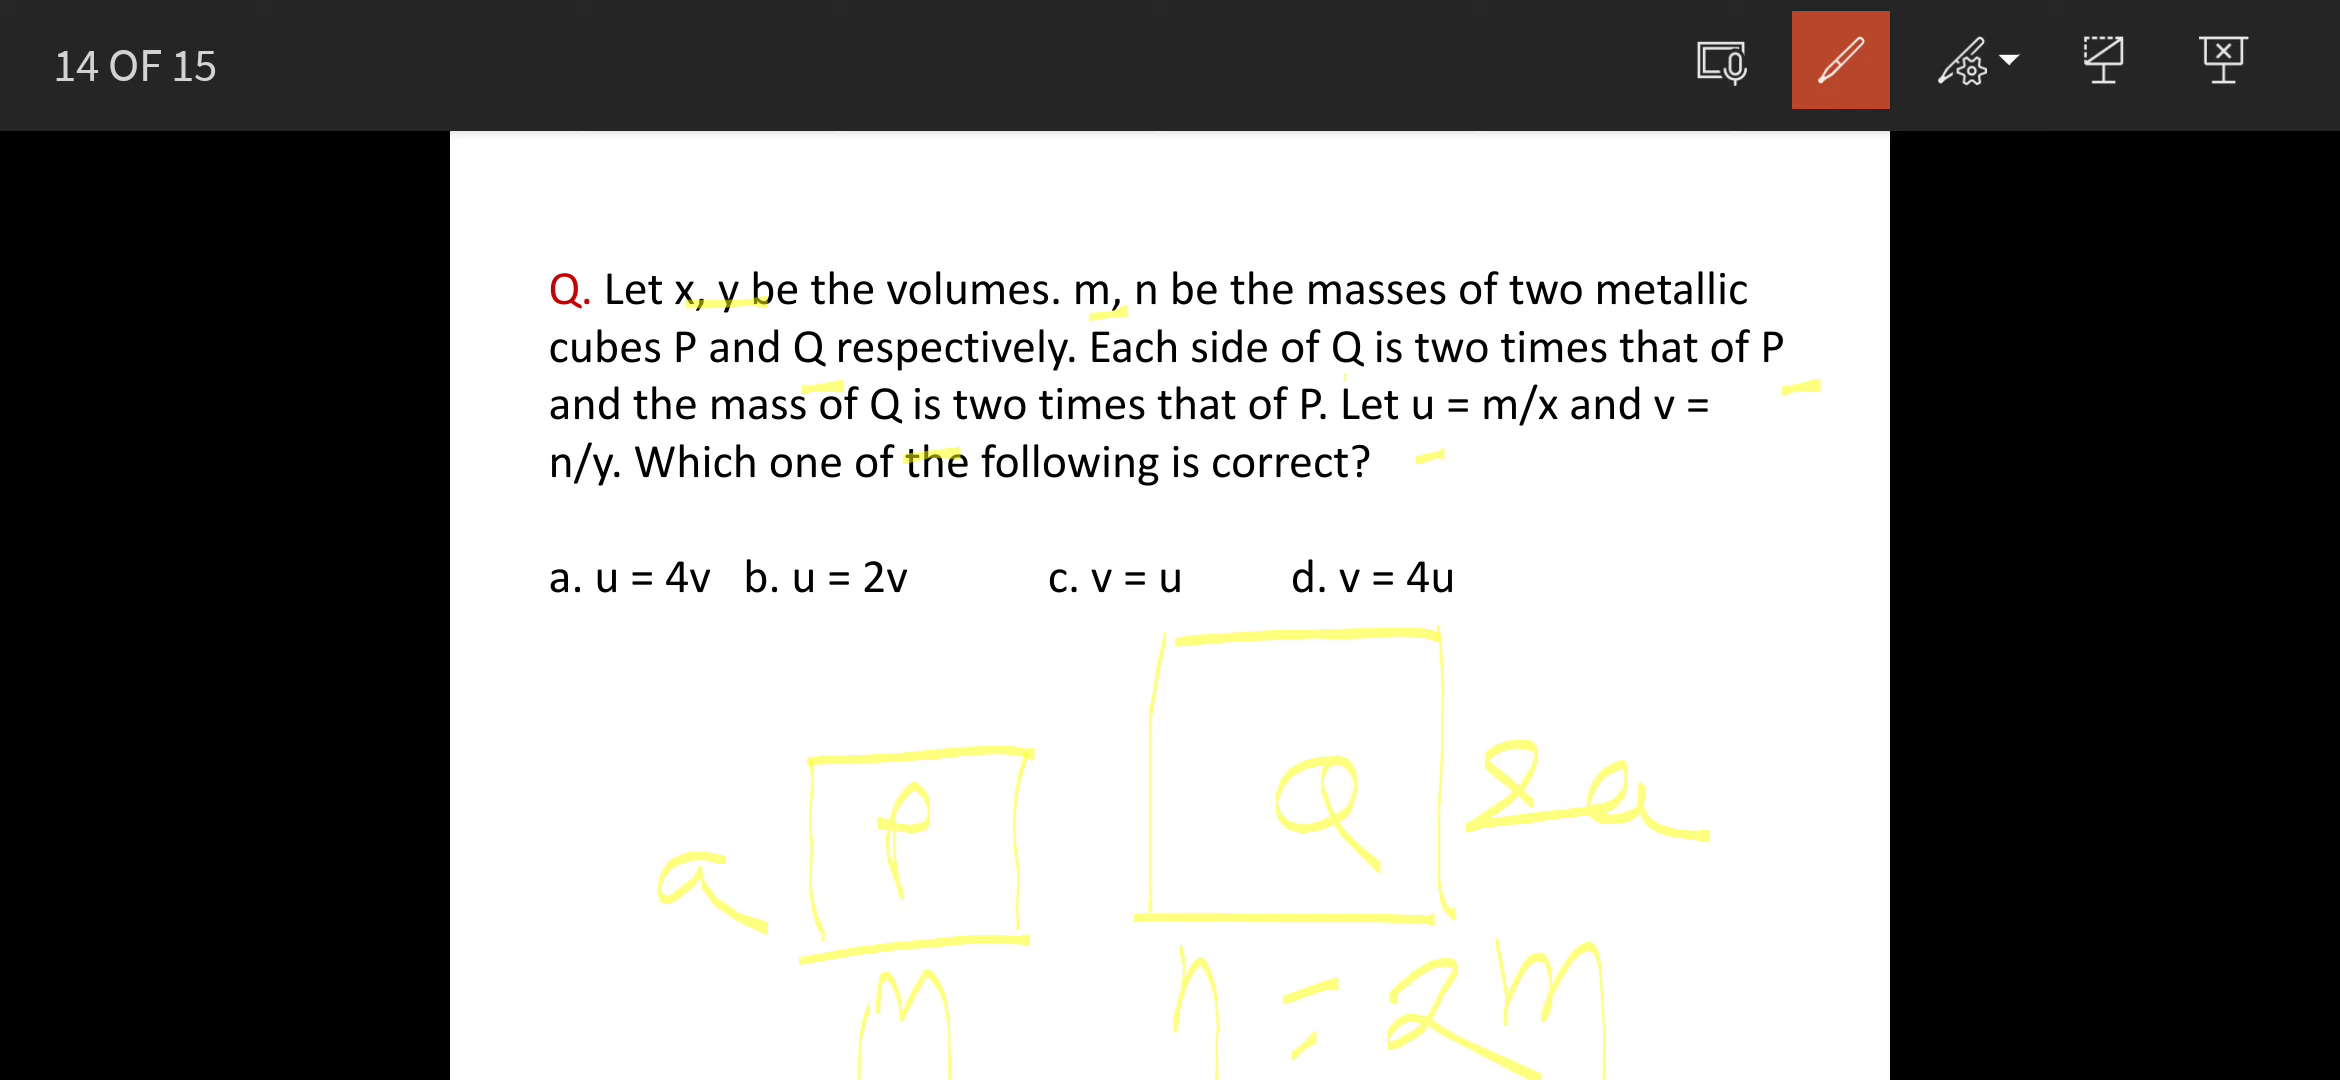 14 OF 15
Q. Let x, y be the volumes. m, n be the masses of two metallic
cubes P and Q respectively. Each side of Q is two times that of P
and the mass of Q is two times that of P. Let u = m/x and v =
n/y. Which one of the following is correct?
a. u = 4v b. u = 2v c. v = u d. v = 4u
P Q 2a
a
m n = 2m